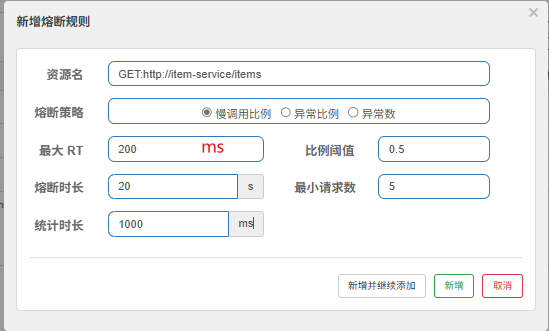 新增熔断规则
×
资源名 GET:http://item-service/items
熔断策略 慢调用比例 异常比例 异常数
最大 RT 200 ms 比例阈值 0.5
熔断时长 20 s 最小请求数 5
统计时长 1000 ms
新增并继续添加 新增 取消